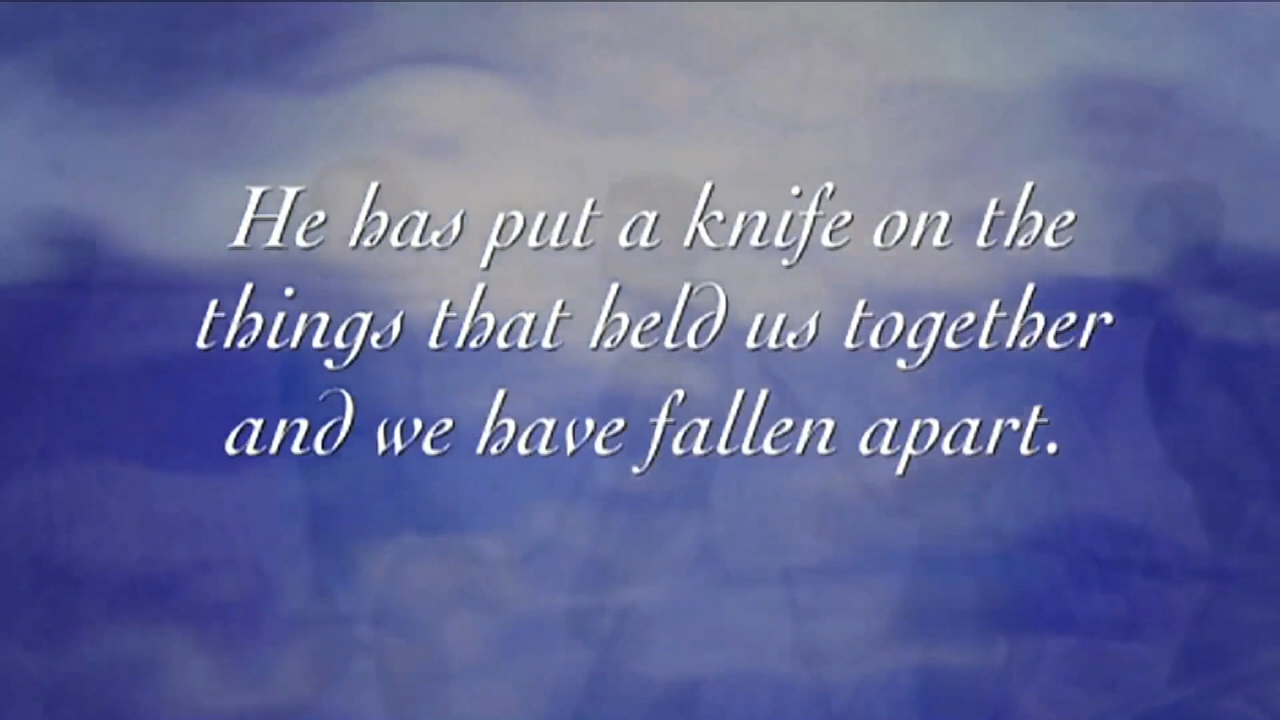 He has put a knife on the
things that held us together
and we have fallen apart.